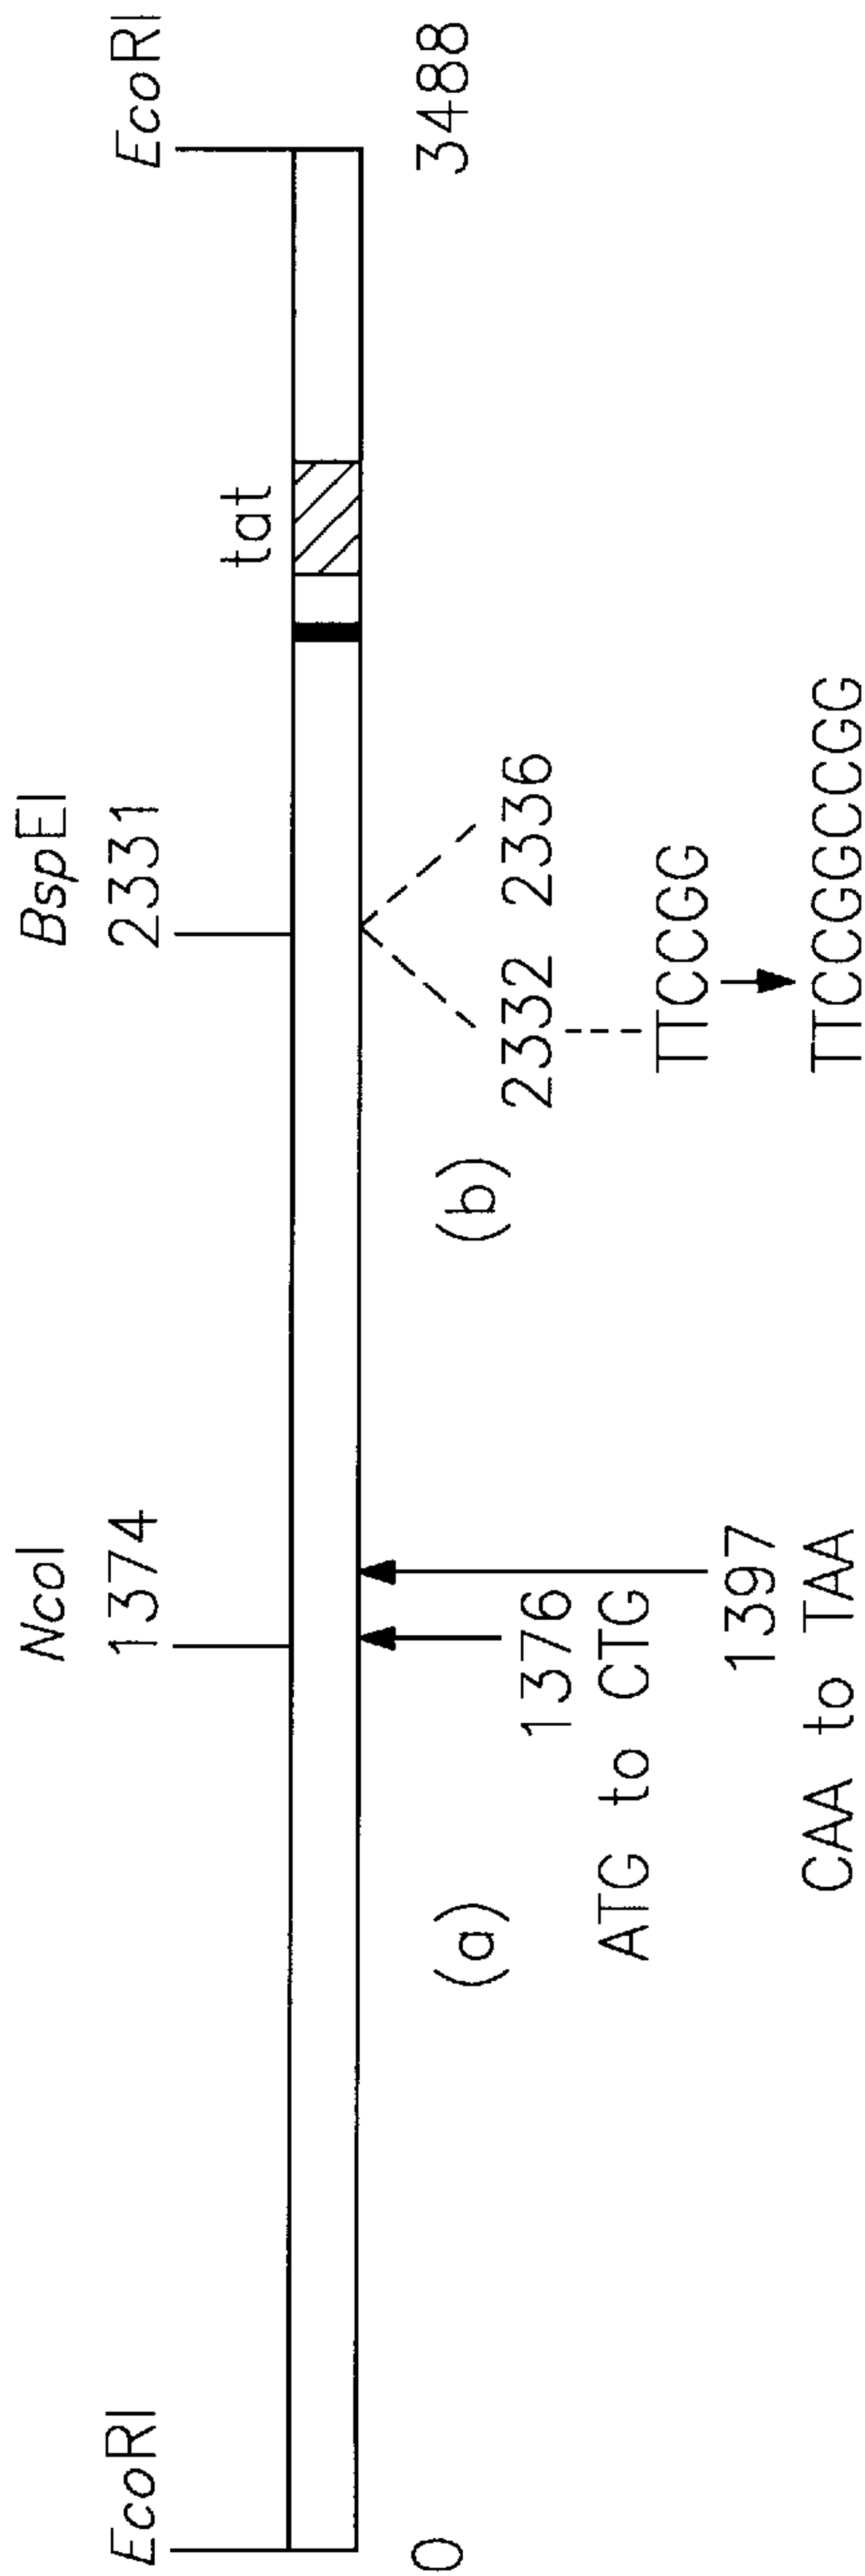 EcoRI
NcoI
1374
BspEI
2331
tat
EcoRI
0
3488
(a)
1376
ATG to CTG
1397
CAA to TAA
(b)
2332 2336
TTCCGG
TTCCGGCCGG